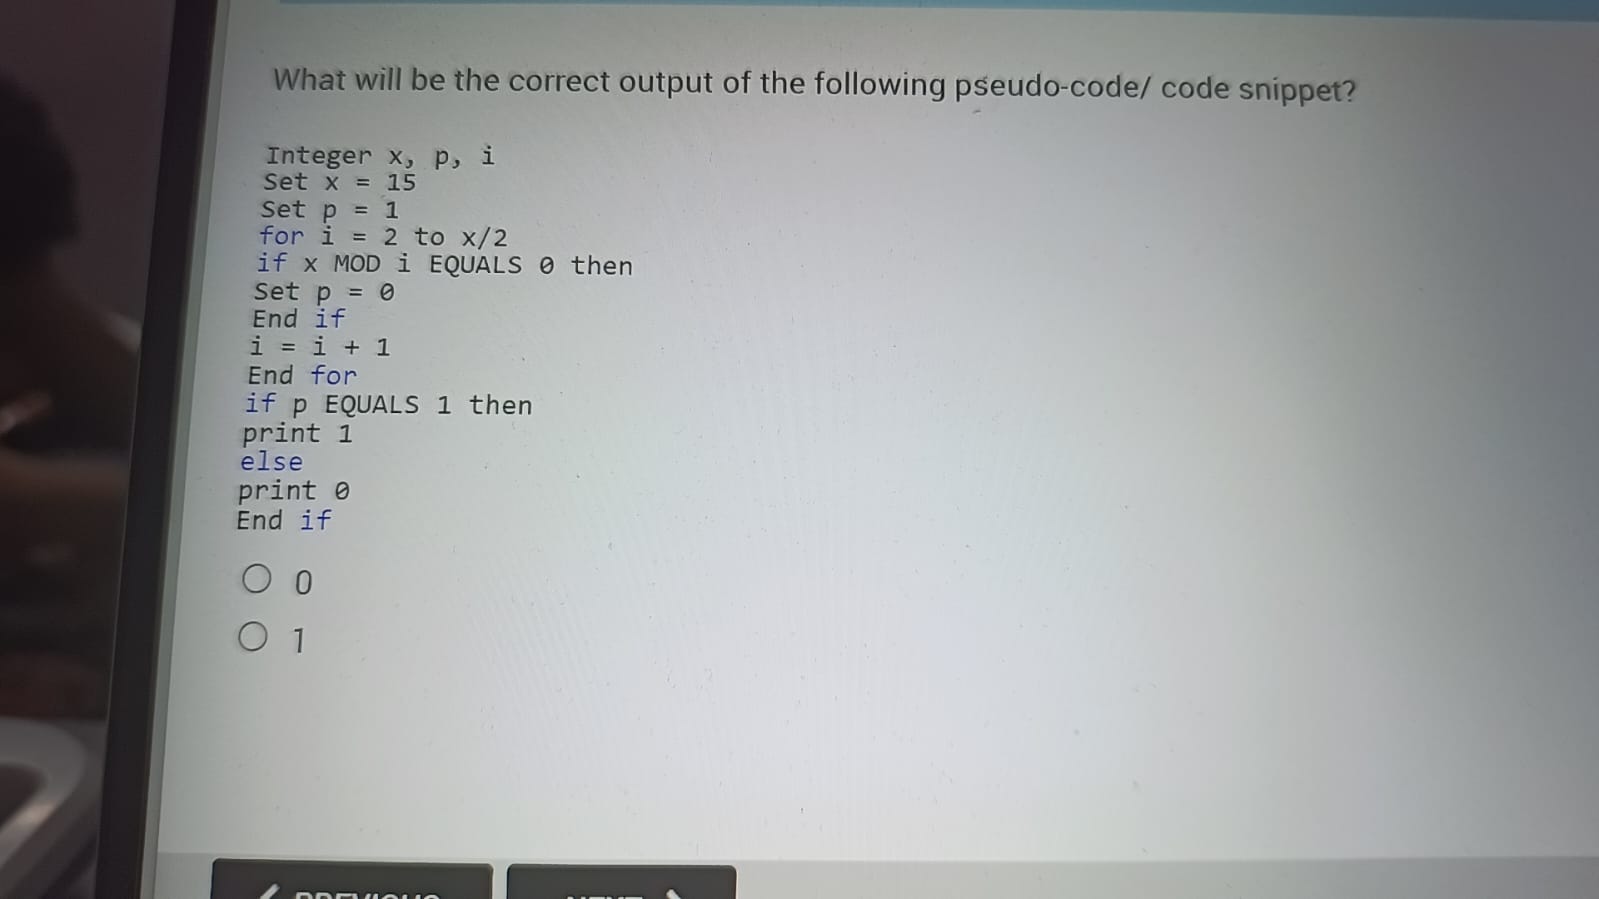 What will be the correct output of the following pseudo-code/ code snippet?
Integer x, p, i
Set x = 15
Set p = 1
for i = 2 to x/2
if x MOD i EQUALS 0 then
Set p = 0
End if
i = i + 1
End for
if p EQUALS 1 then
print 1
else
print 0
End if
0
1
PREVIOUS
NEXT